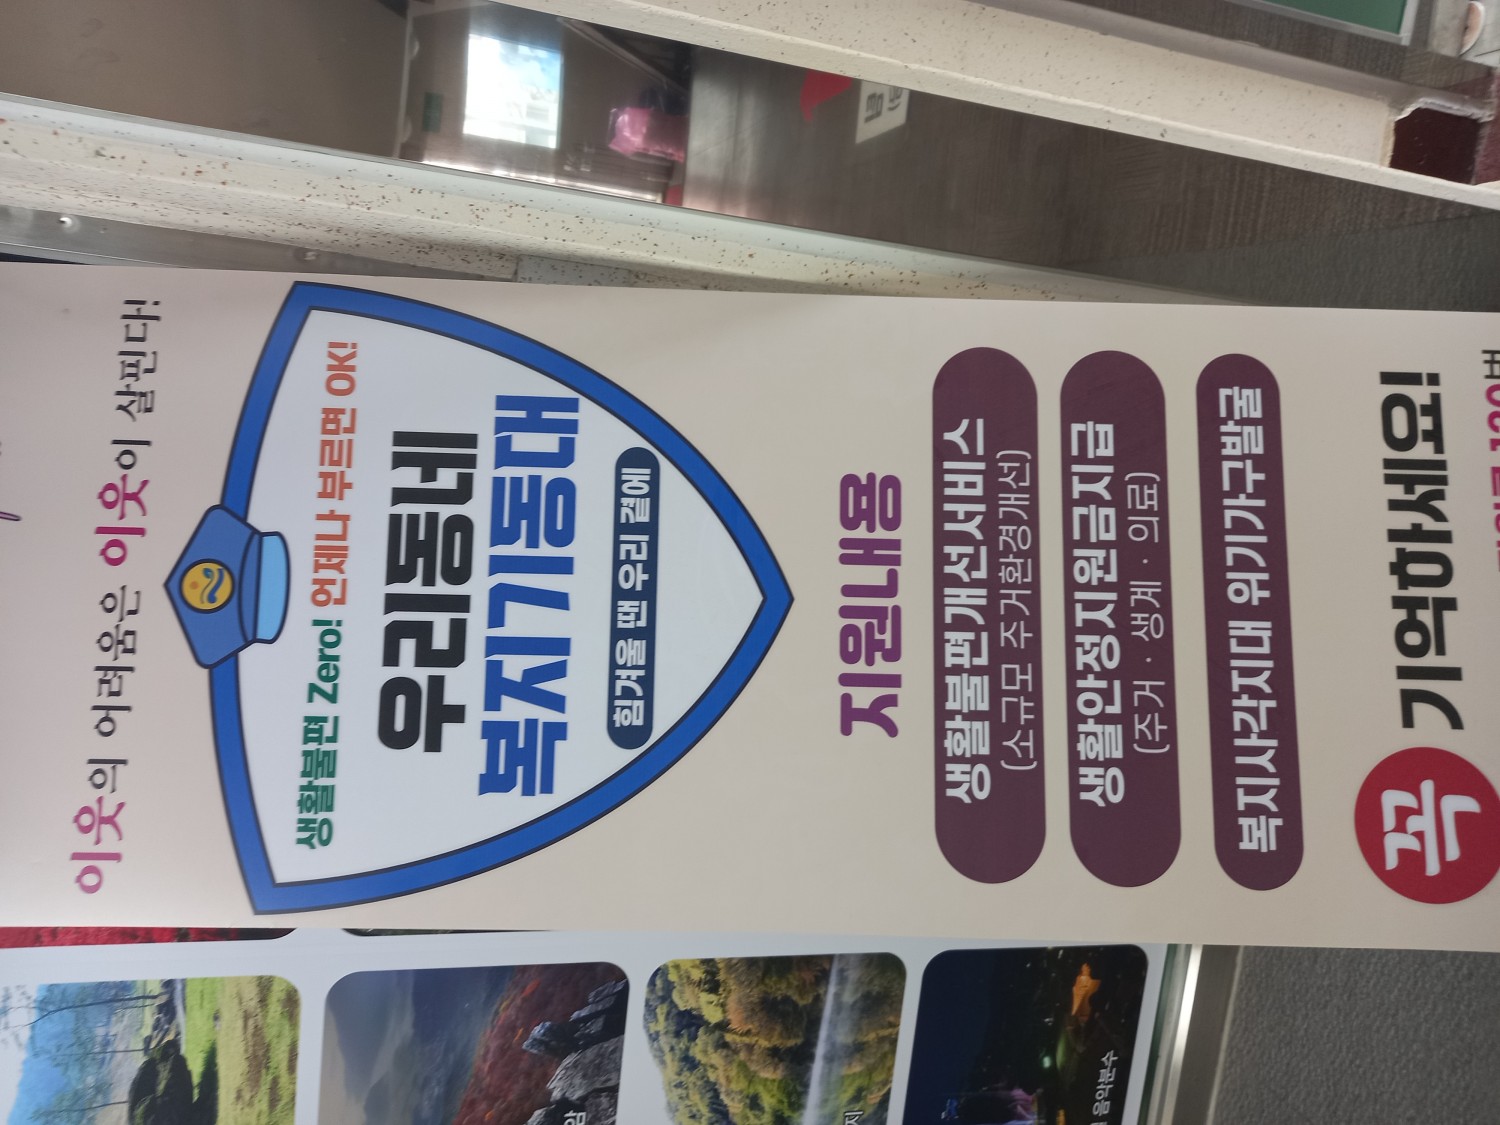 이웃의 어려움은 이웃이 살핀다!
생활불편 Zero! 언제나 부르면 OK!
우리동네
복지기동대
힘겨울 땐 우리 곁에
지원내용
생활불편개선서비스
(소규모 주거환경개선)
생활안정지원금지급
(주거 · 생계 · 의료)
복지사각지대 위기가구발굴
꼭 기억하세요!
음악분수